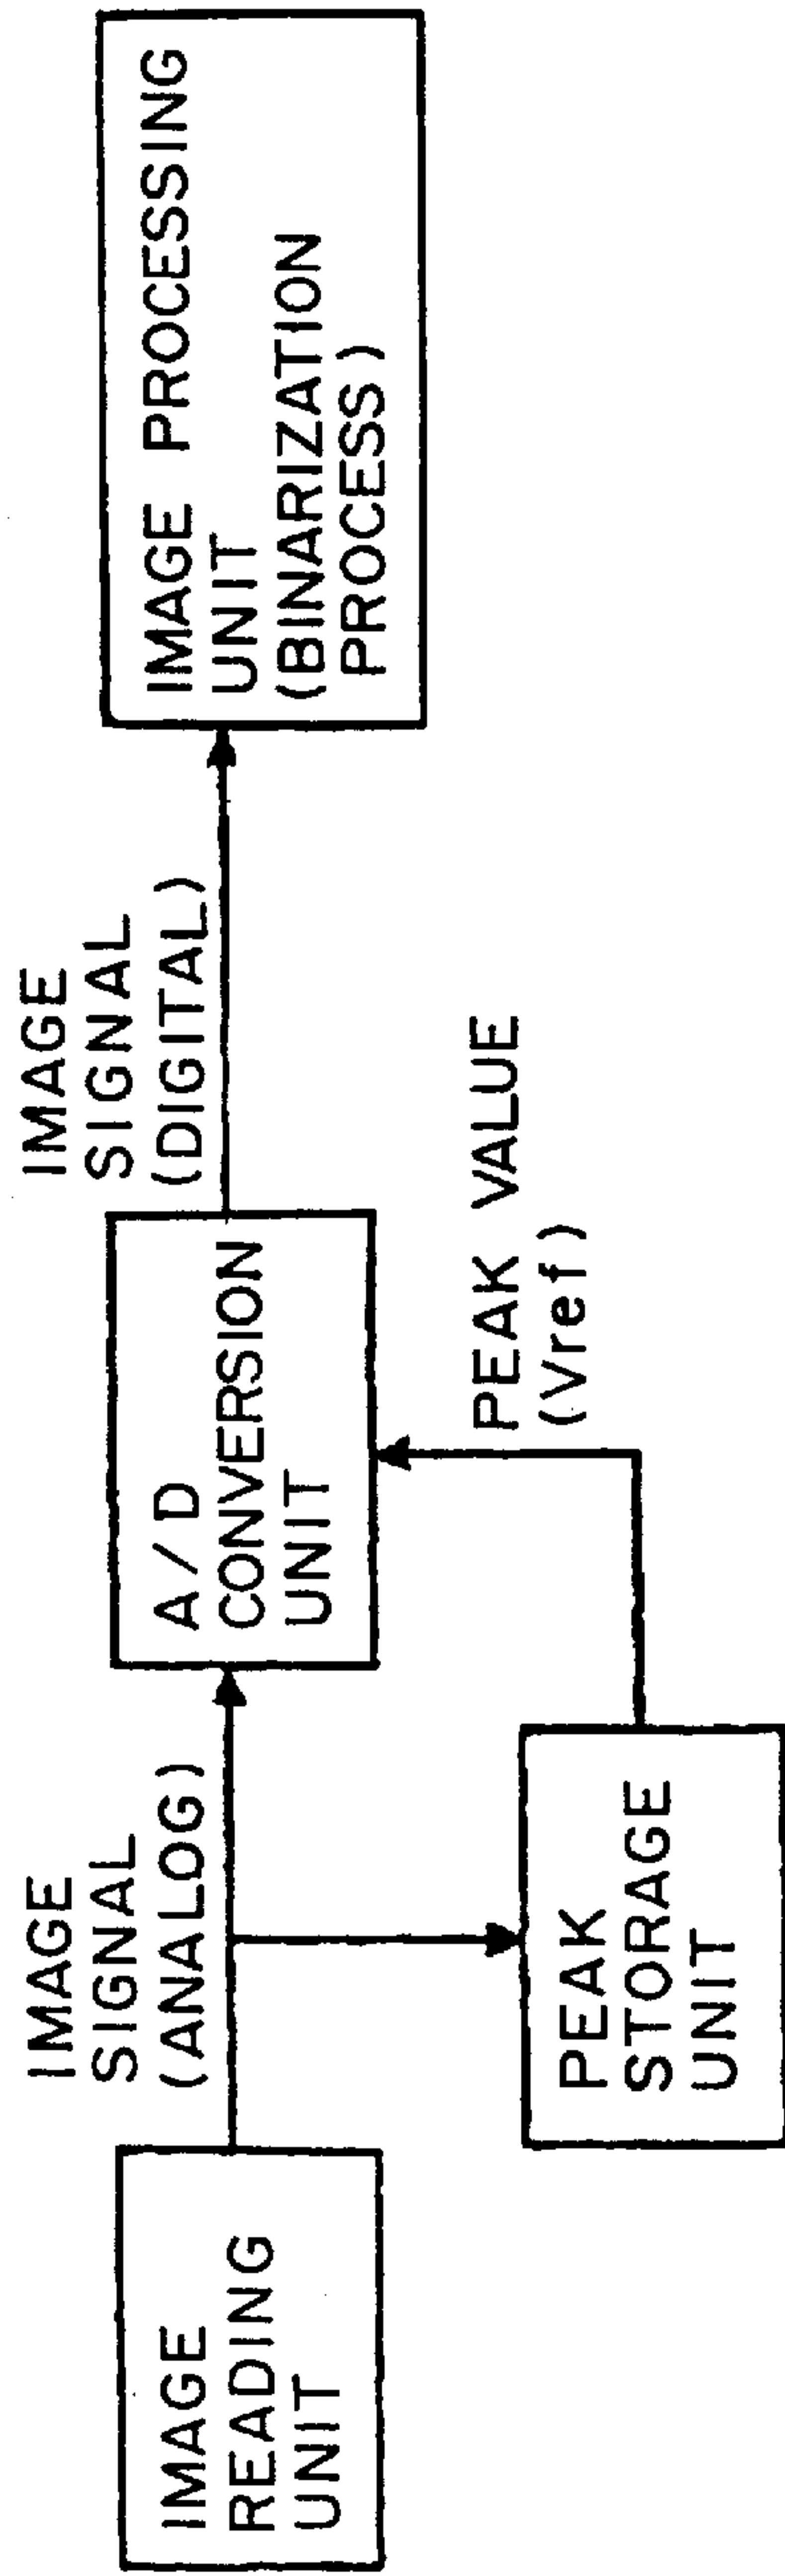 IMAGE
READING
UNIT
IMAGE
SIGNAL
(ANALOG)
PEAK
STORAGE
UNIT
A/D
CONVERSION
UNIT
PEAK VALUE
(Vref)
IMAGE
SIGNAL
(DIGITAL)
IMAGE PROCESSING
UNIT
(BINARIZATION
PROCESS)